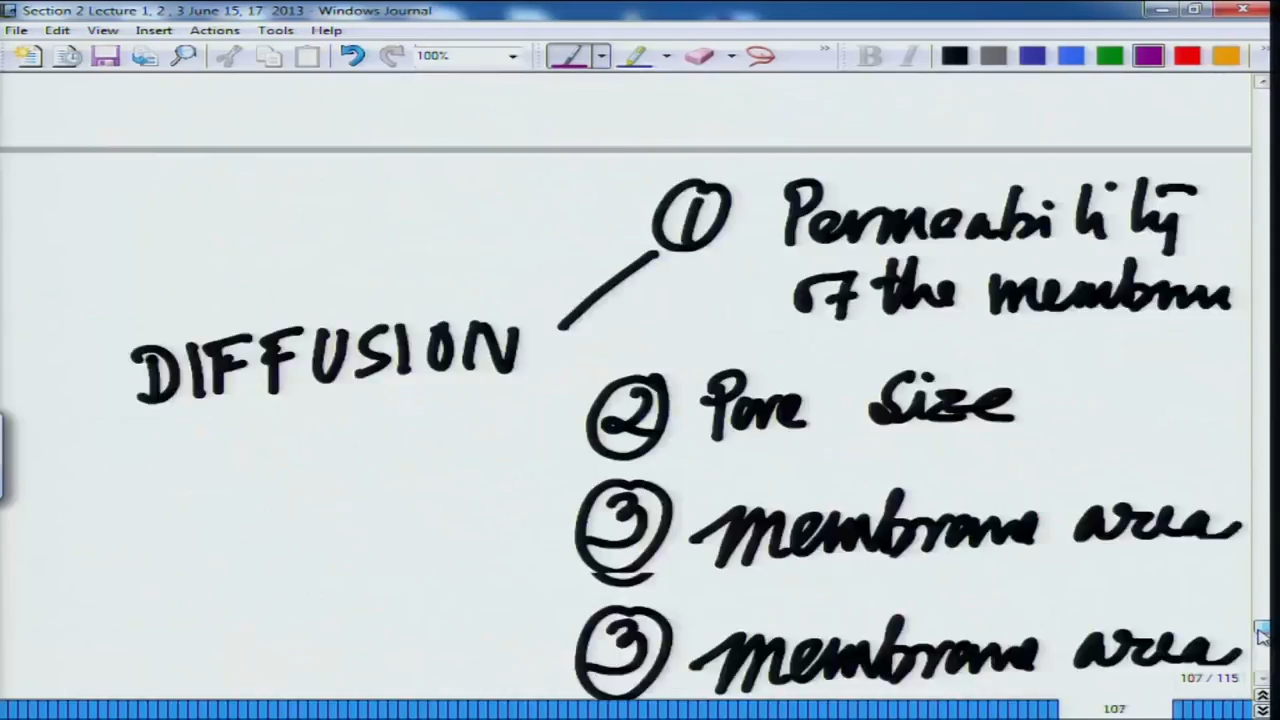 Section 2 Lecture 1, 2 , 3 June 15, 17 2013 - Windows Journal
File Edit View Insert Actions Tools Help
100% B I
① Permeability
of the membran
DIFFUSION
② Pore Size
③ membrane area
③ membrane area
107 / 115
107